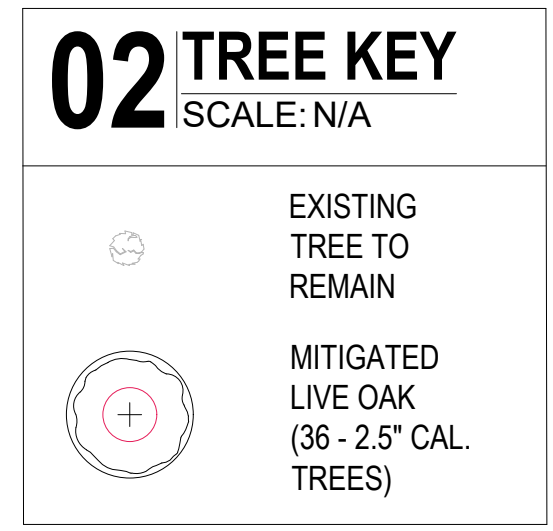 02 TREE KEY
SCALE: N/A
EXISTING
TREE TO
REMAIN
MITIGATED
LIVE OAK
(36 - 2.5" CAL.
TREES)